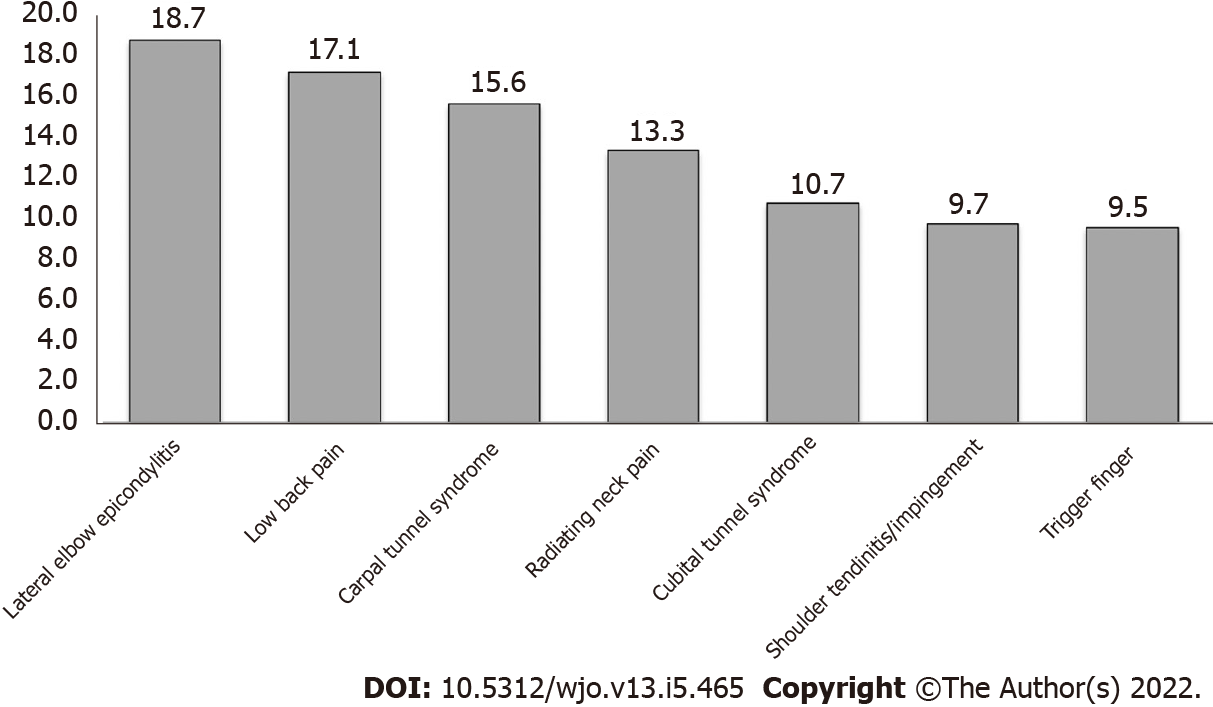 20.0
18.0
16.0
14.0
12.0
10.0
8.0
6.0
4.0
2.0
0.0
18.7
17.1
15.6
13.3
10.7
9.7
9.5
Lateral elbow epicondylitis
Low back pain
Carpal tunnel syndrome
Radiating neck pain
Cubital tunnel syndrome
Shoulder tendinitis/impingement
Trigger finger
DOI: 10.5312/wjo.v13.i5.465 Copyright ©The Author(s) 2022.